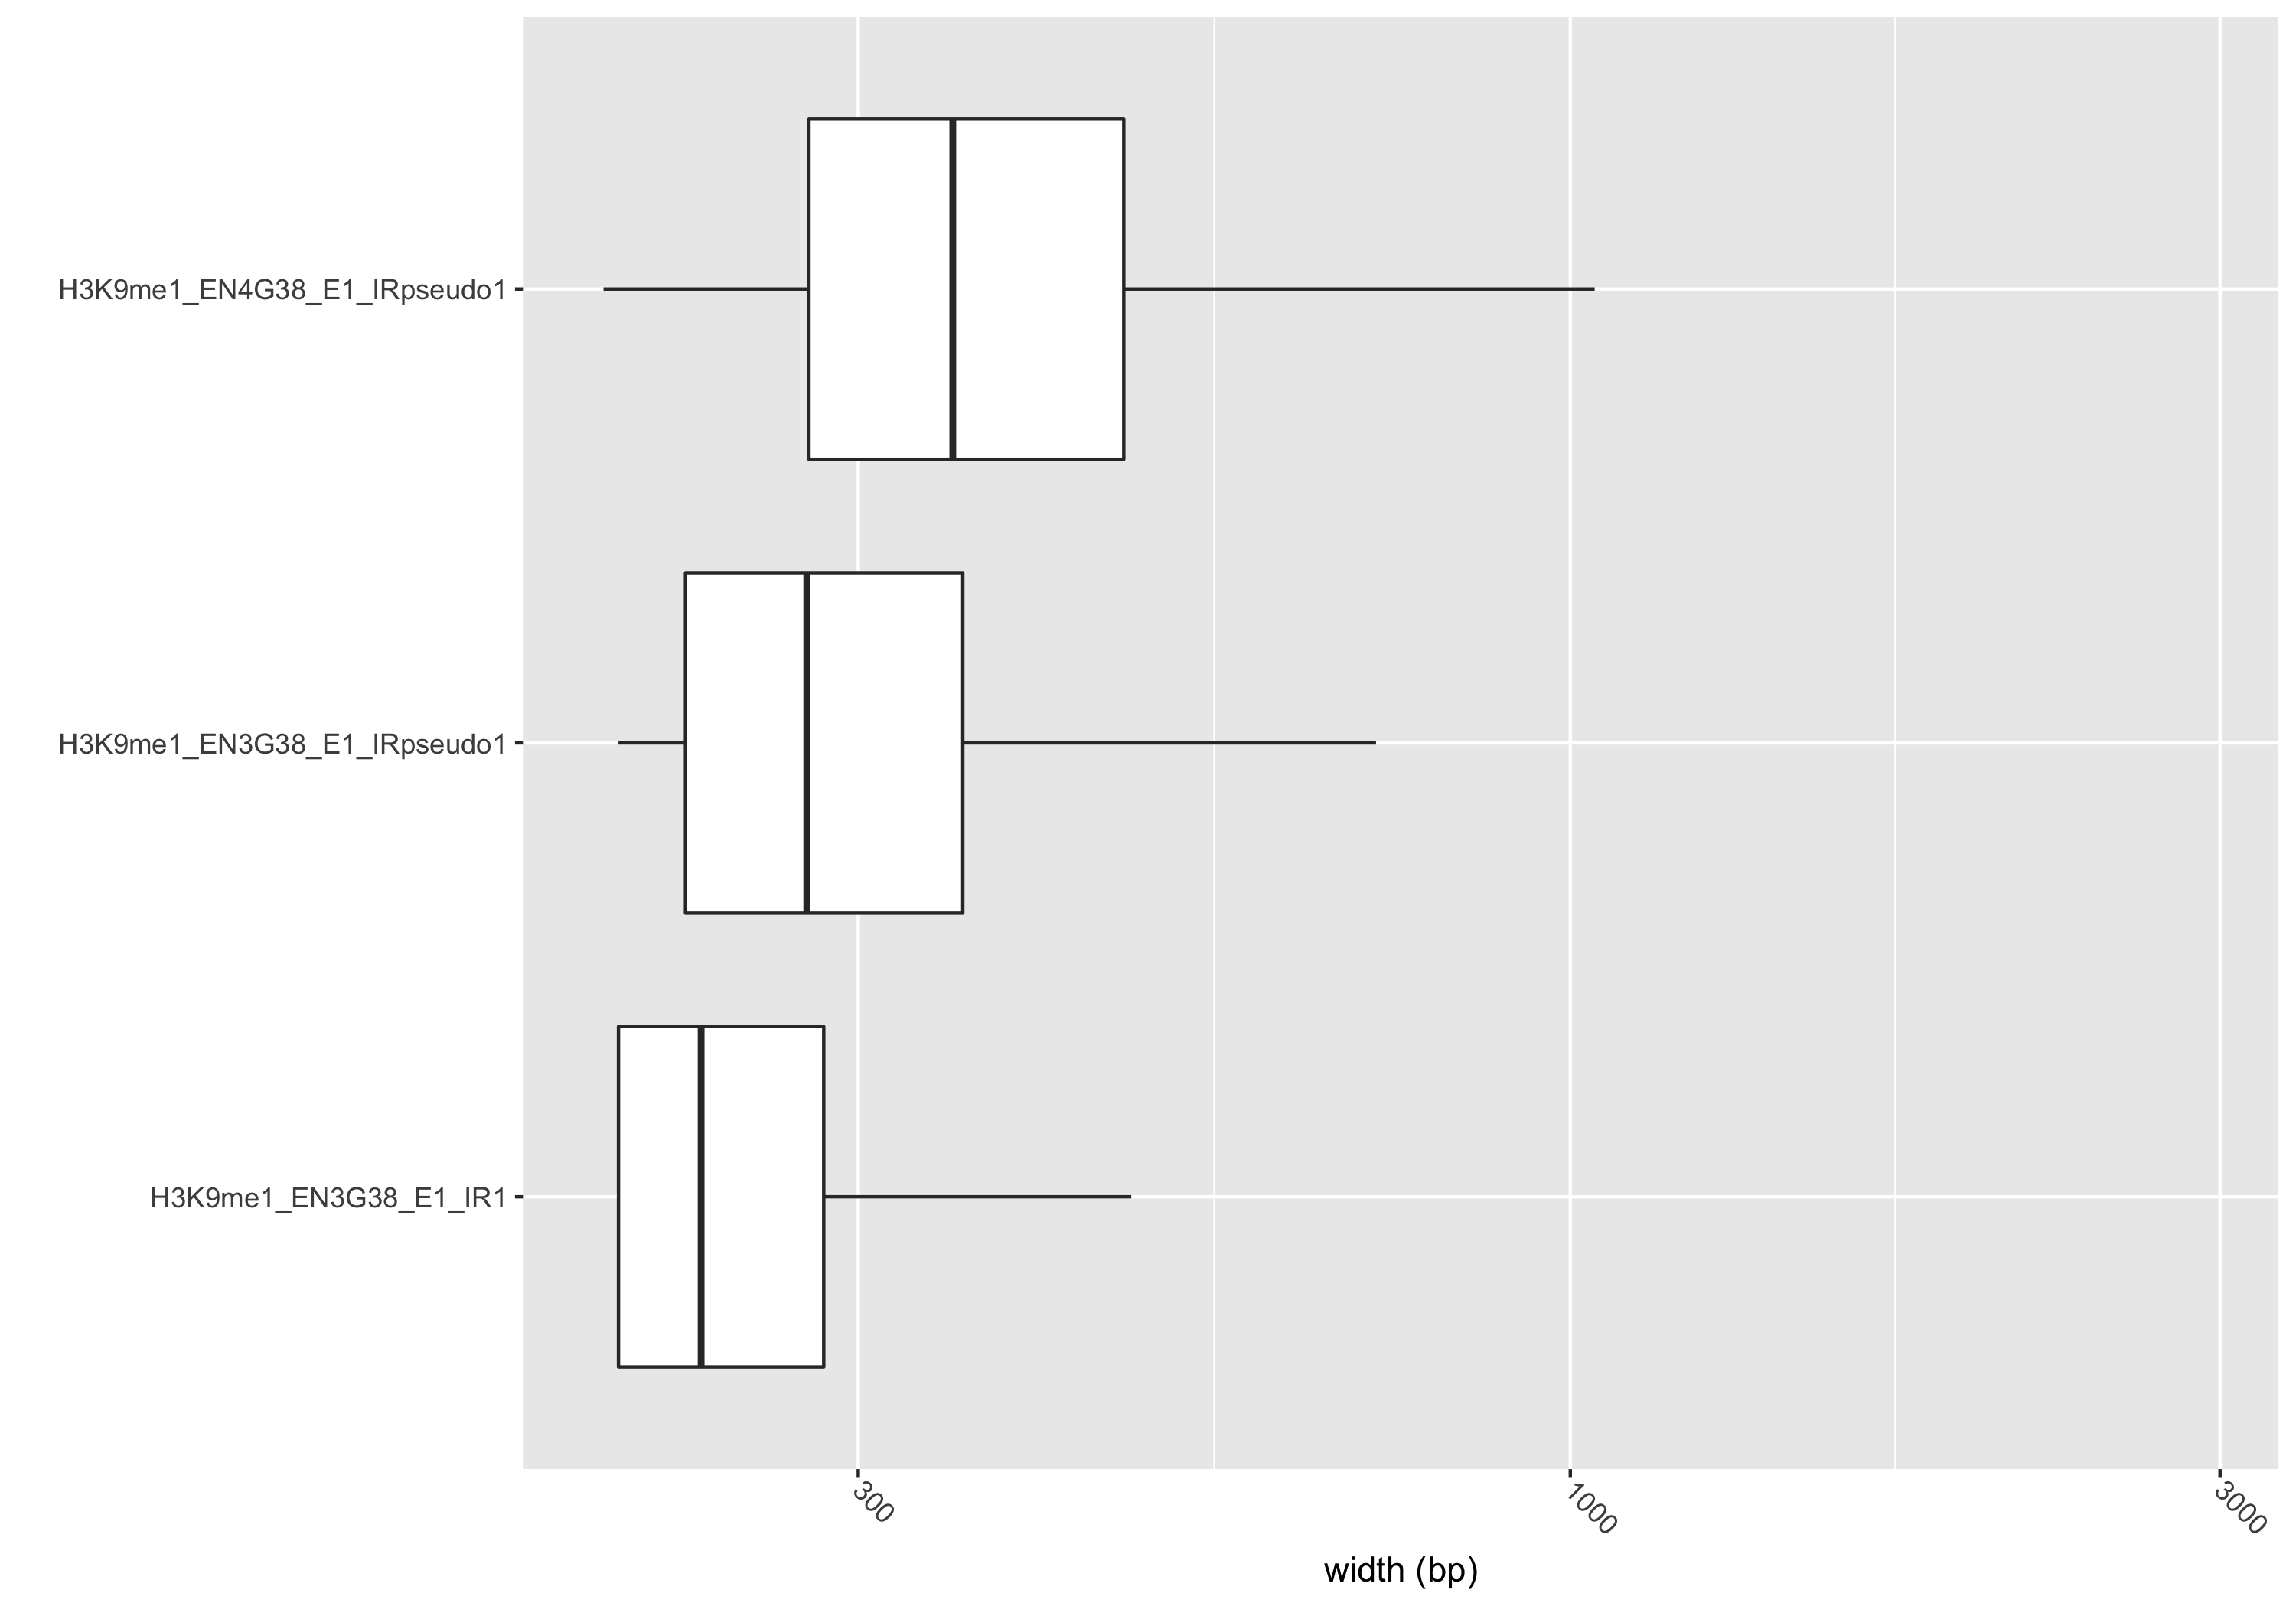 H3K9me1_EN4G38_E1_IRpseudo1
H3K9me1_EN3G38_E1_IRpseudo1
H3K9me1_EN3G38_E1_IR1
300
1000
3000
width (bp)